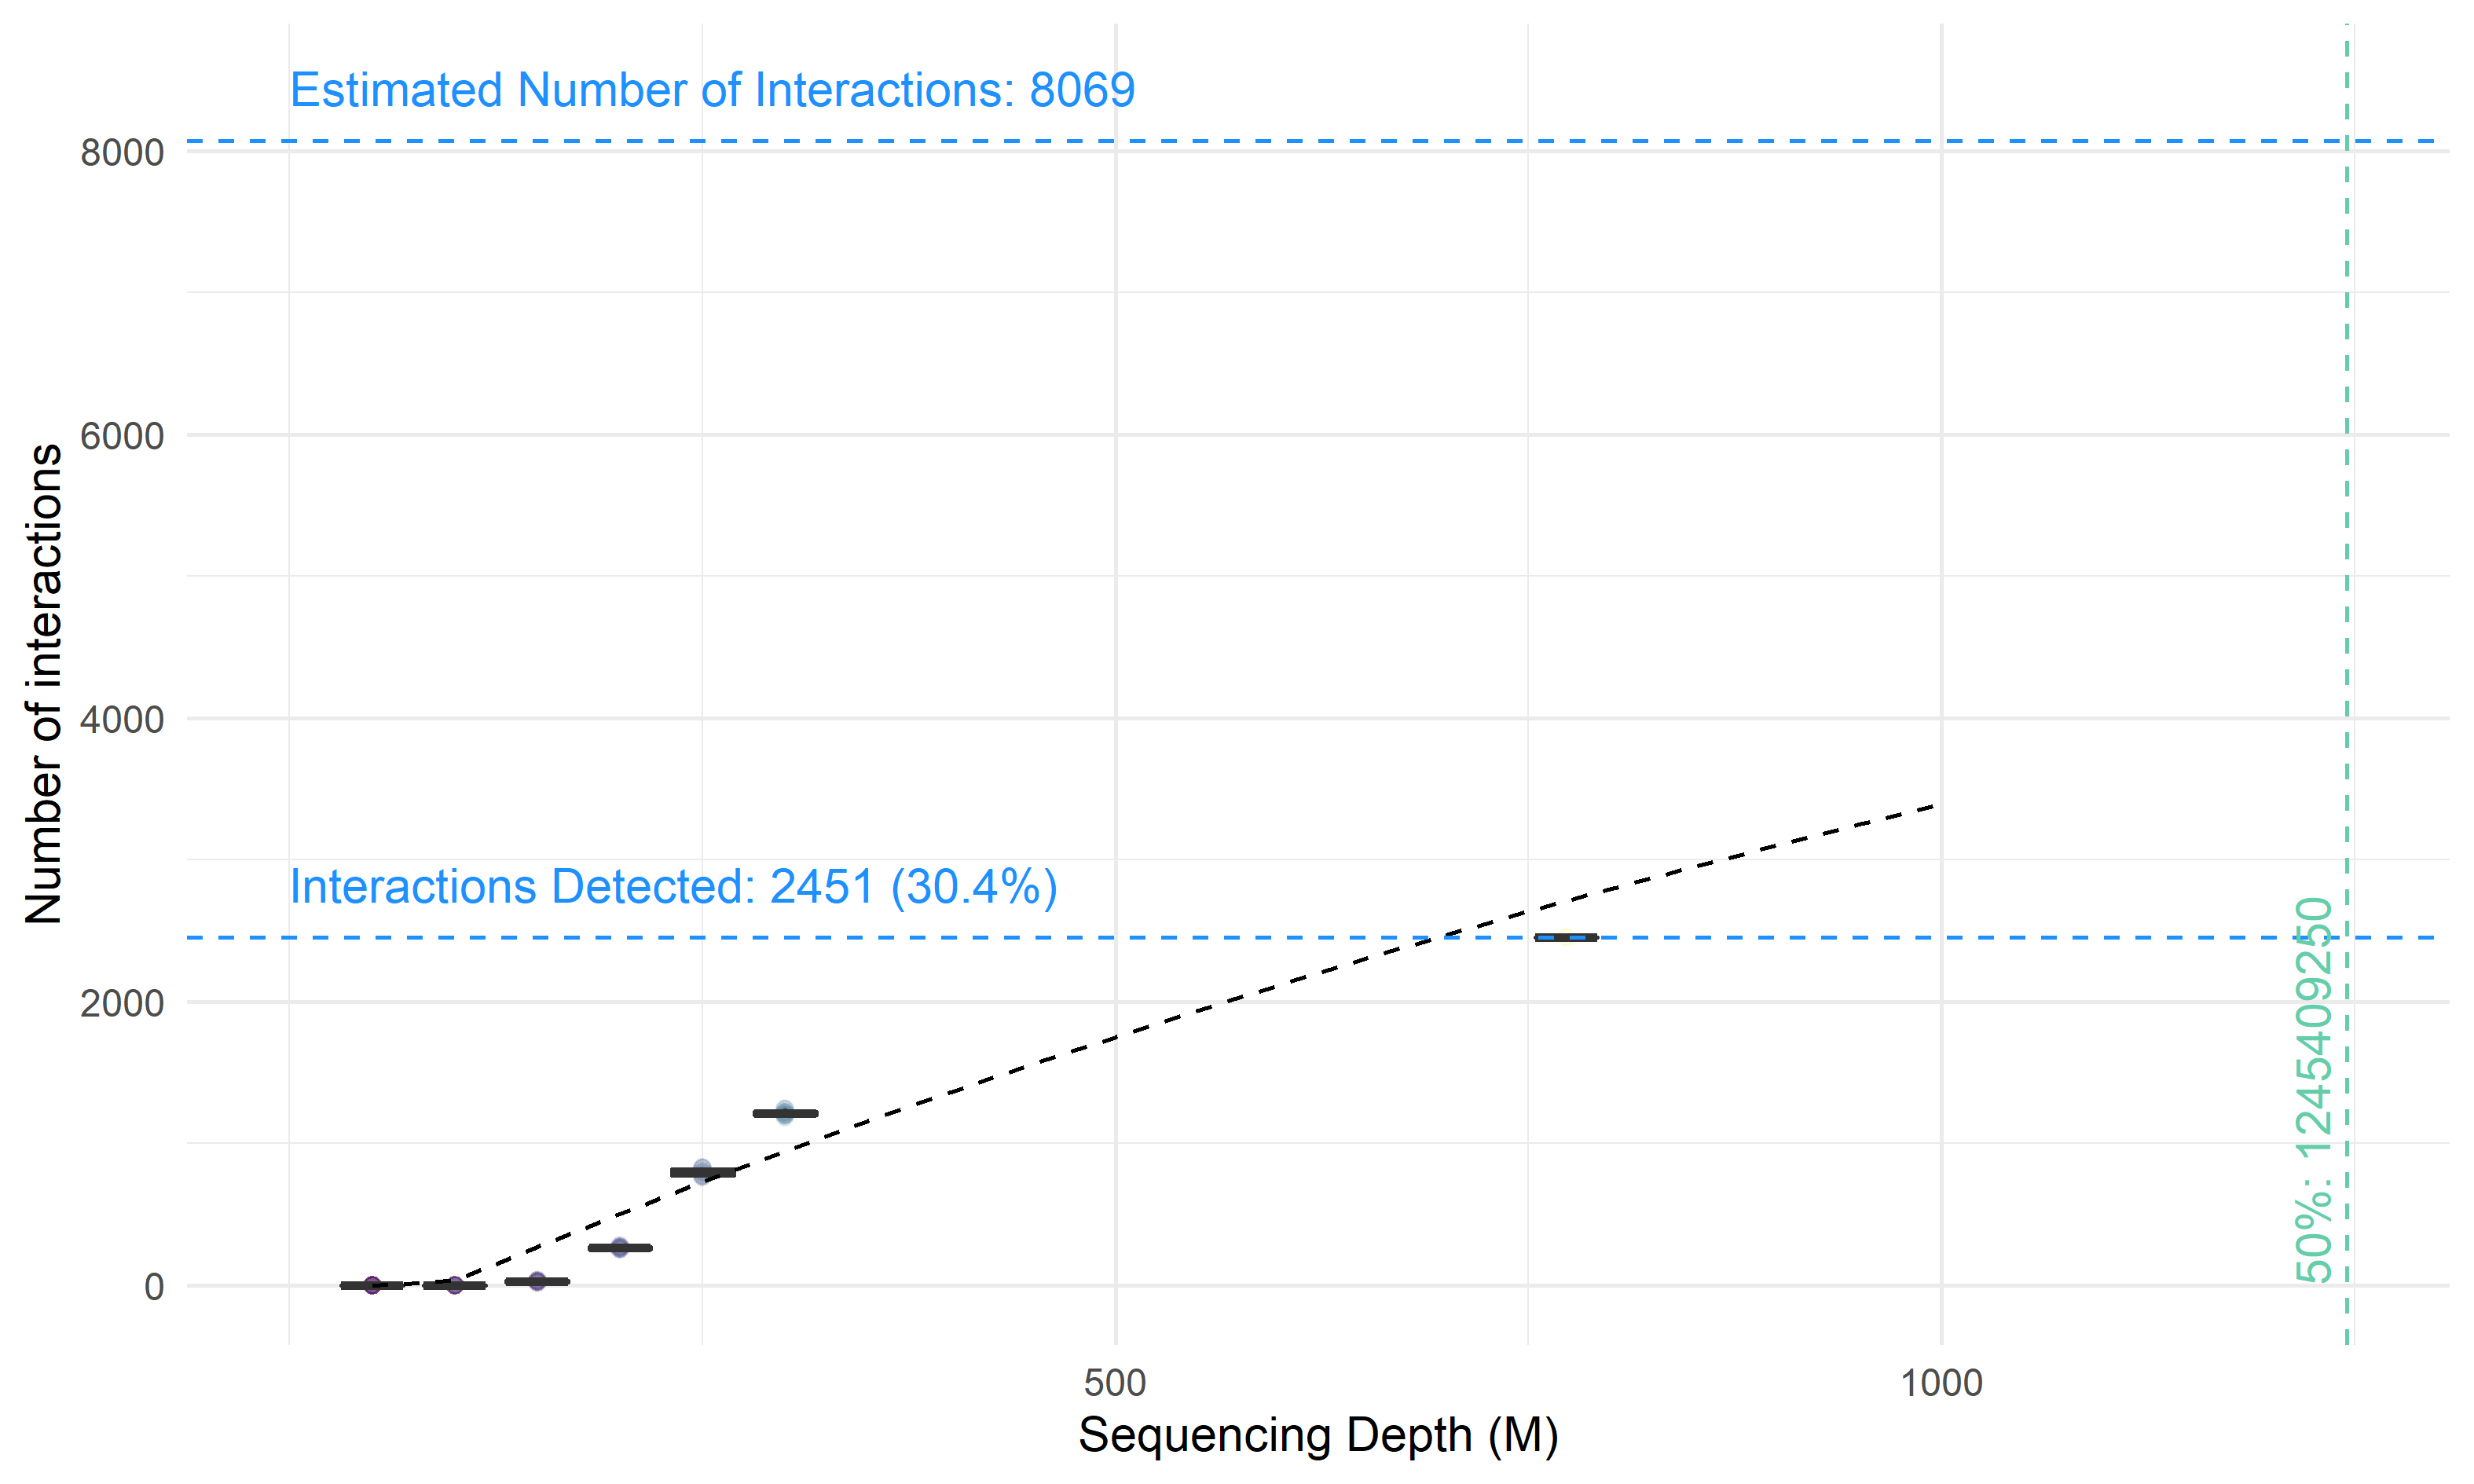 Estimated Number of Interactions: 8069
8000
6000
4000
2000
0
Number of interactions
Interactions Detected: 2451 (30.4%)
50%: 1245409250
500
1000
Sequencing Depth (M)